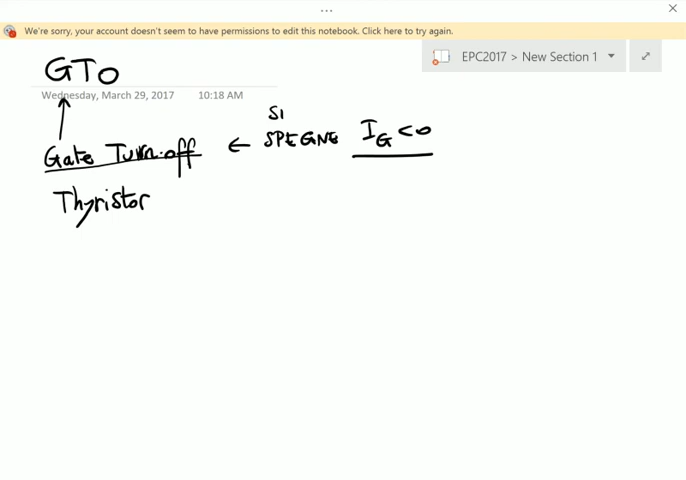 We're sorry, your account doesn't seem to have permissions to edit this notebook. Click here to try again.
EPC2017 > New Section 1
GTO
Wednesday, March 29, 2017 10:18 AM
Gate Turn-off ← SI SPEGNE I_G < 0
Thyristor